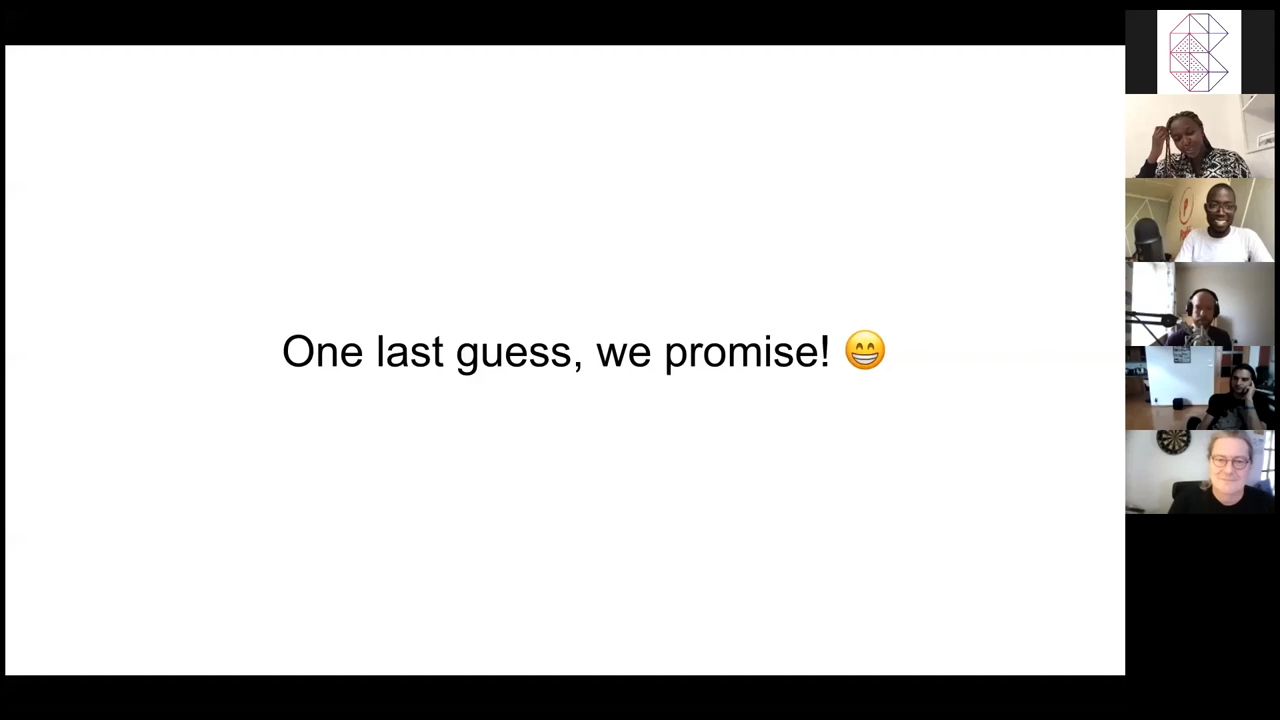 One last guess, we promise! 😁